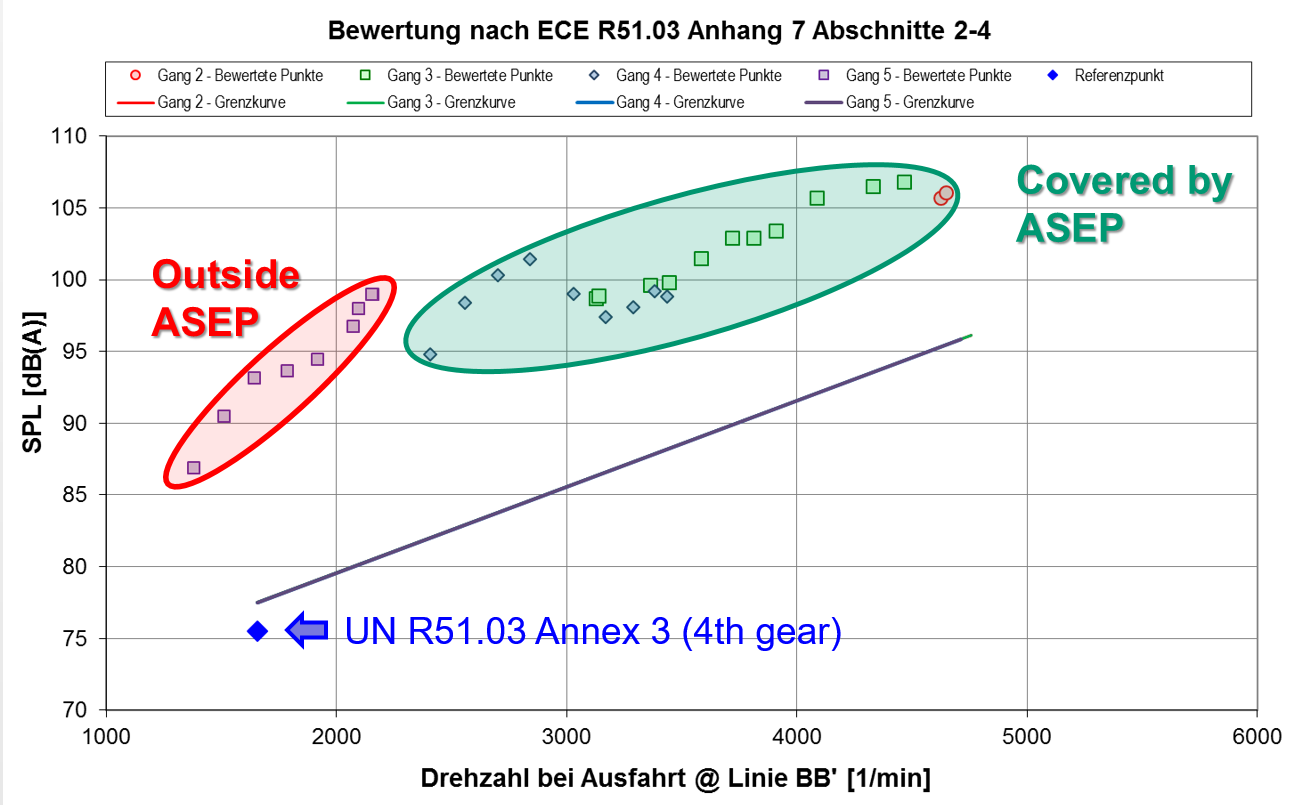 Bewertung nach ECE R51.03 Anhang 7 Abschnitte 2-4
Gang 2 - Bewertete Punkte Gang 3 - Bewertete Punkte Gang 4 - Bewertete Punkte Gang 5 - Bewertete Punkte Referenzpunkt
Gang 2 - Grenzkurve Gang 3 - Grenzkurve Gang 4 - Grenzkurve Gang 5 - Grenzkurve
SPL [dB(A)]
110
105
100
95
90
85
80
75
70
Outside
ASEP
Covered by
ASEP
UN R51.03 Annex 3 (4th gear)
1000 2000 3000 4000 5000 6000
Drehzahl bei Ausfahrt @ Linie BB' [1/min]